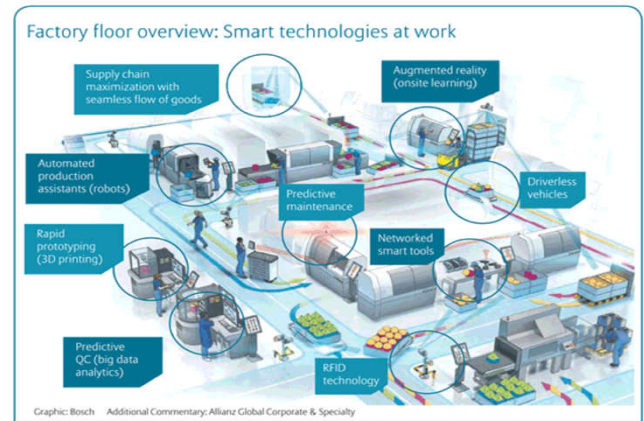 Factory floor overview: Smart technologies at work
Supply chain
maximization with
seamless flow of goods
Augmented reality
(onsite learning)
Automated
production
assistants (robots)
Predictive
maintenance
Driverless
vehicles
Rapid
prototyping
(3D printing)
Networked
smart tools
Predictive
QC (big data
analytics)
RFID
technology
Graphic: Bosch Additional Commentary: Allianz Global Corporate & Specialty